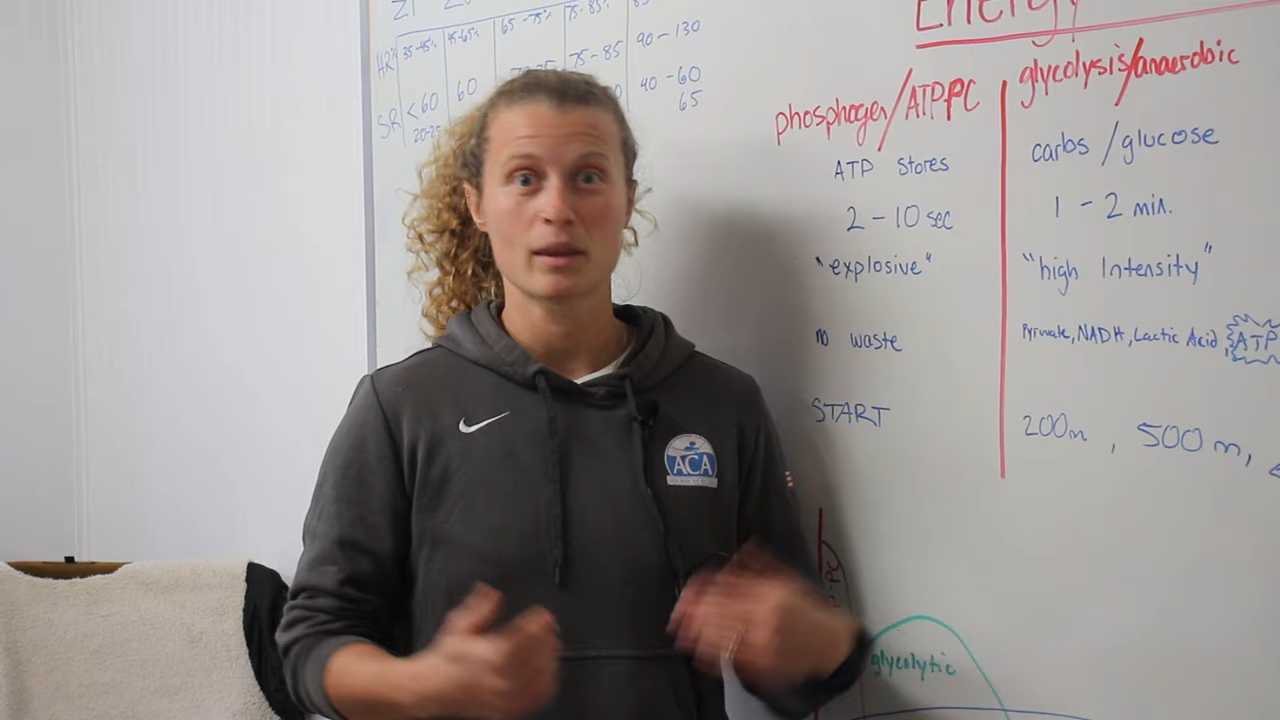 Z1
65-75%
75-85%
HR%
35-45%
45-65%
75-85
90-130
SR
<60
60
40-60
20-25
65
Energy
phosphogen/ATP-PC
glycolysis/anaerobic
ATP Stores
carbs /glucose
2-10 sec
1 - 2 min.
"explosive"
"high Intensity"
no waste
Pyruvate, NADH, Lactic Acid, ATP
START
200m, 500m,
ACA
glycolytic